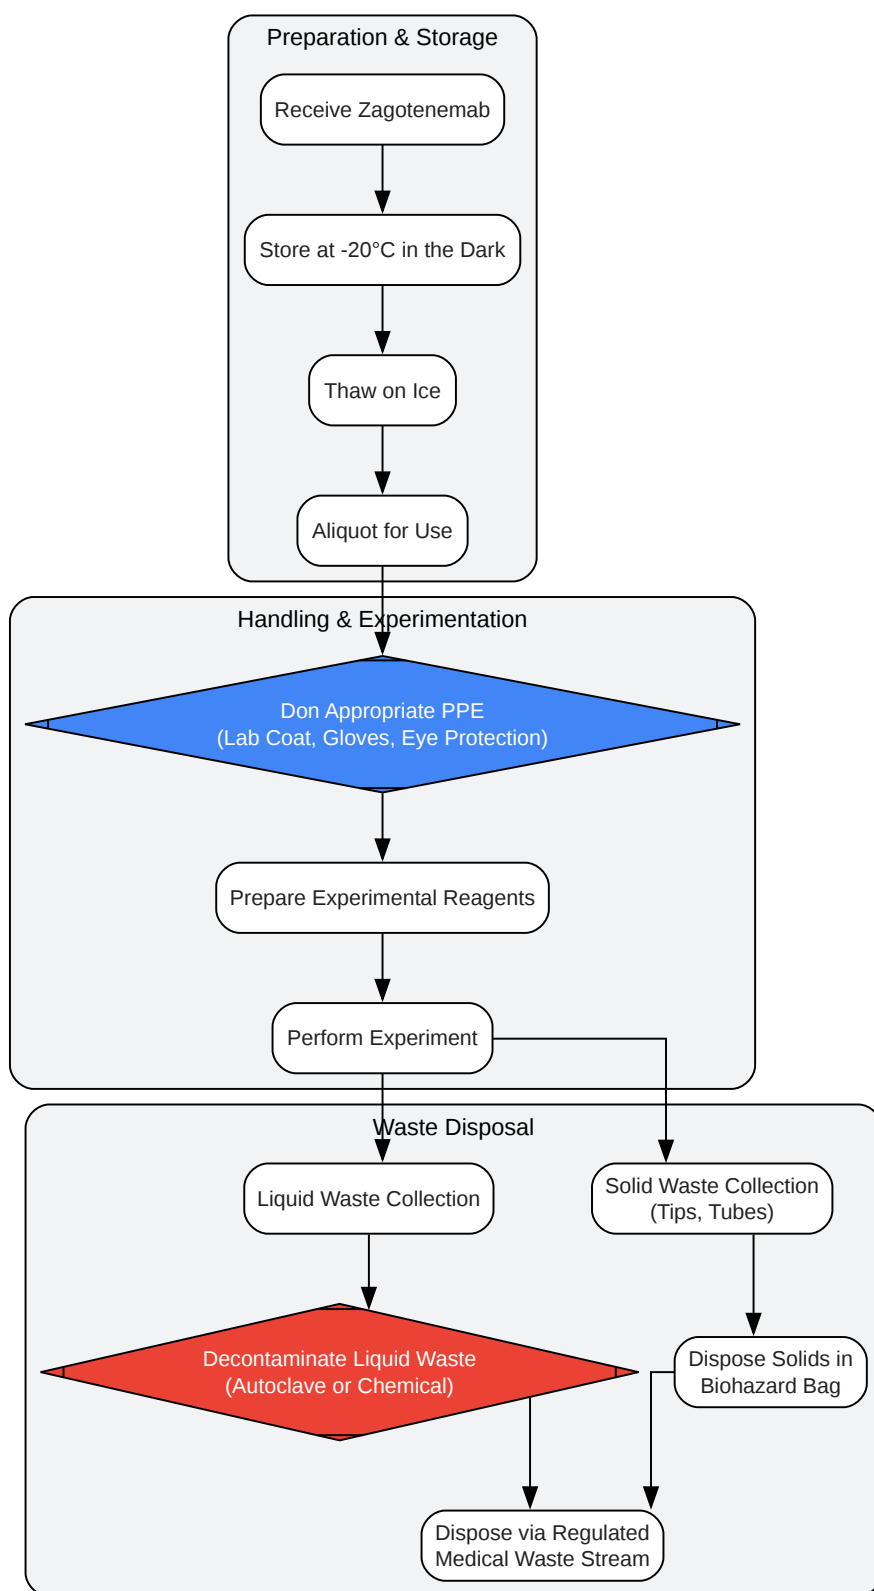 Preparation & Storage
Receive Zagotenemab
Store at -20°C in the Dark
Thaw on Ice
Aliquot for Use
Handling & Experimentation
Don Appropriate PPE
(Lab Coat, Gloves, Eye Protection)
Prepare Experimental Reagents
Perform Experiment
Waste Disposal
Liquid Waste Collection
Solid Waste Collection
(Tips, Tubes)
Decontaminate Liquid Waste
(Autoclave or Chemical)
Dispose Solids in
Biohazard Bag
Dispose via Regulated
Medical Waste Stream